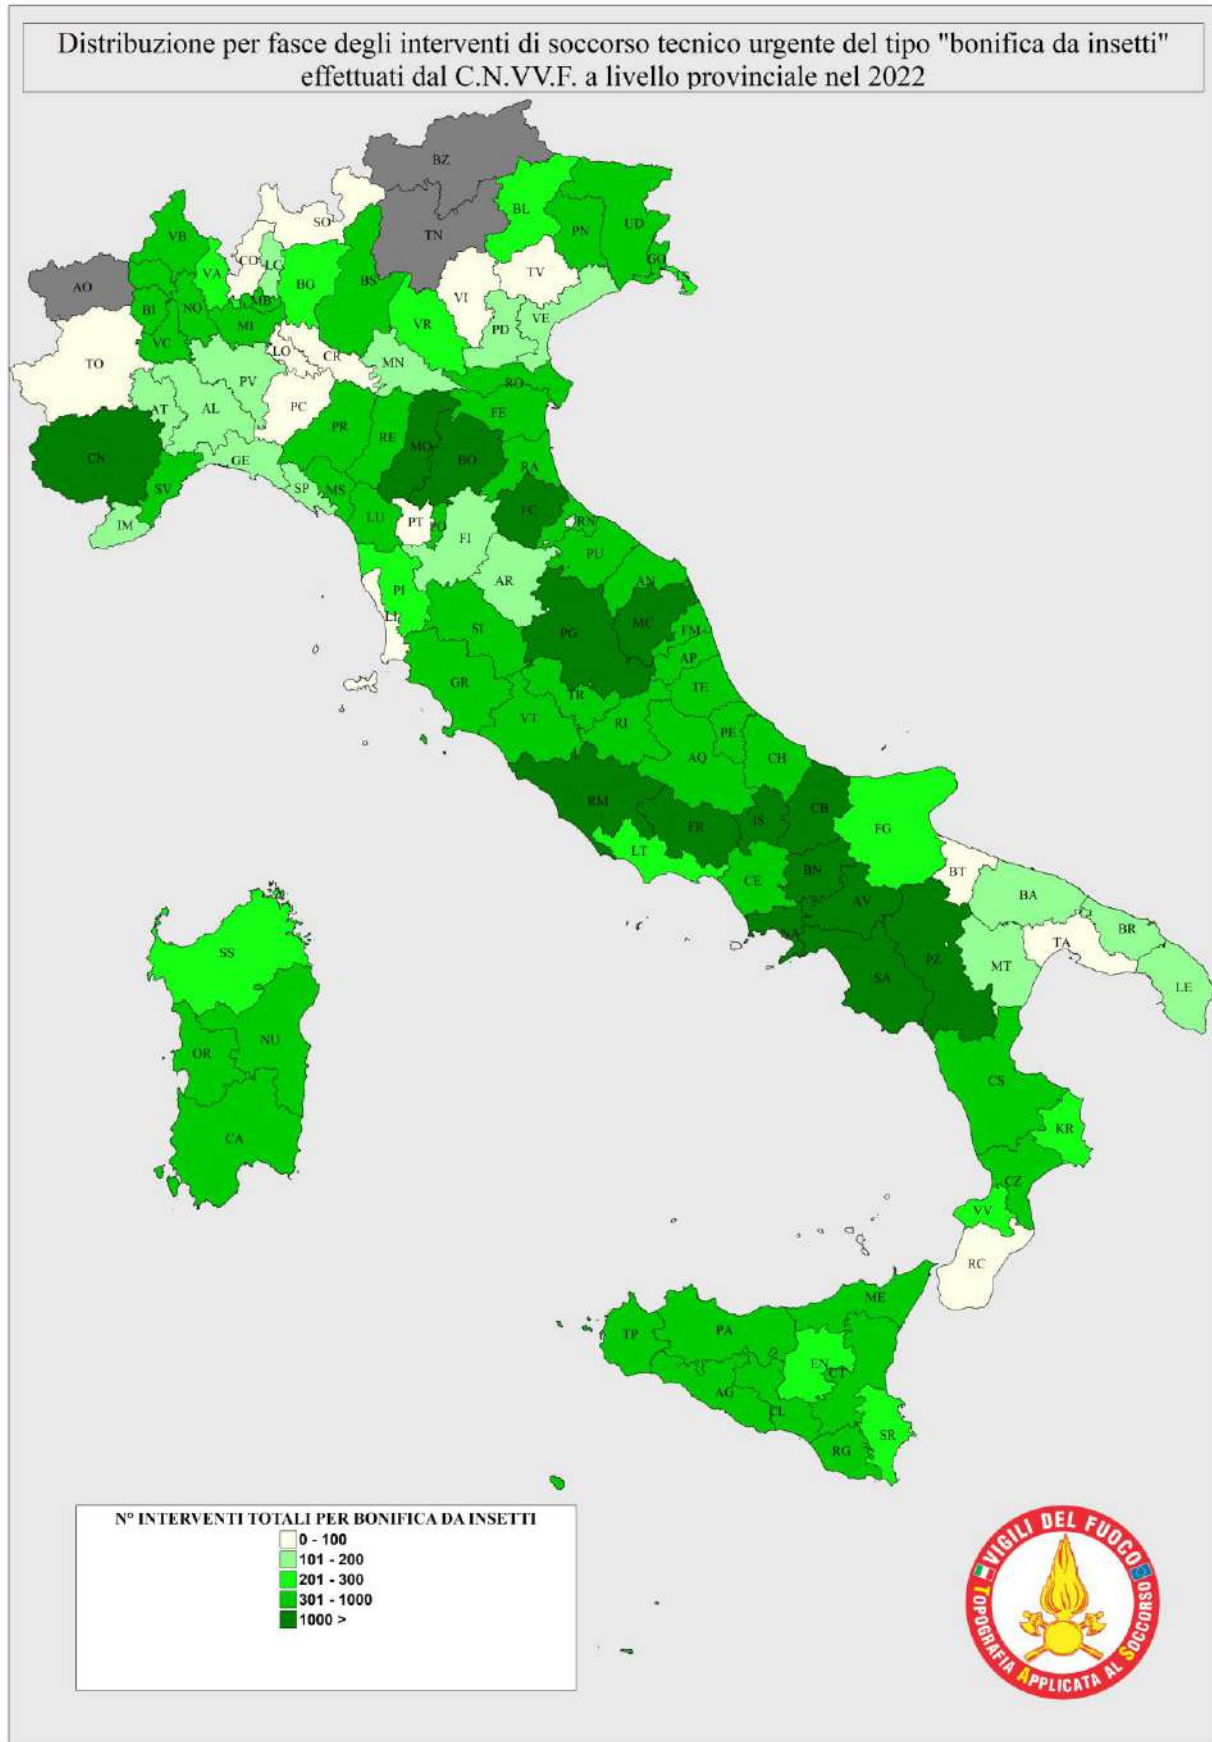 Distribuzione per fasce degli interventi di soccorso tecnico urgente del tipo "bonifica da insetti"
effettuati dal C.N.VV.F. a livello provinciale nel 2022
BZ
SO
TN
BL
PN
UD
GO
VB
VA
CO
LC
BG
BS
VI
TV
AO
BI
NO
MB
MI
VR
PD
VE
VC
TO
LO
CR
MN
PV
AT
AL
PC
RO
PR
RE
MO
BO
FE
CN
GE
SP
MS
RA
SV
IM
LU
PT
PO
FI
FC
RN
PU
AR
AN
PI
LI
SI
PG
MC
FM
AP
GR
TE
TR
VT
RI
PE
AQ
CH
RM
FR
IS
CB
FG
LT
CE
BN
BT
NA
AV
BA
BR
TA
PZ
MT
SA
LE
SS
NU
OR
CA
CS
KR
CZ
VV
RC
ME
TP
PA
EN
CT
AG
CL
SR
RG
N° INTERVENTI TOTALI PER BONIFICA DA INSETTI
0 - 100
101 - 200
201 - 300
301 - 1000
1000 >
VIGILI DEL FUOCO
TOPOGRAFIA APPLICATA AL SOCCORSO